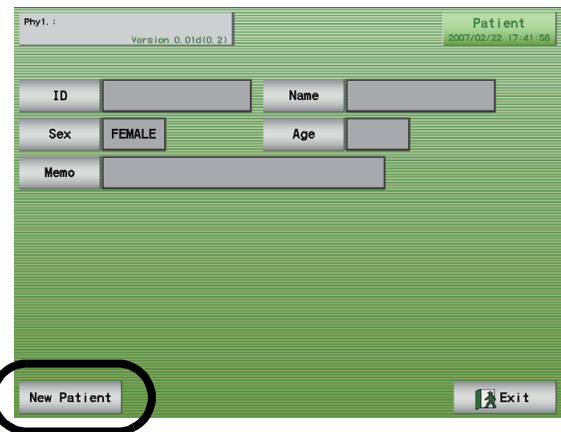 Phy1. :
Version 0.01d(0.2)
Patient
2007/02/22 17:41:56
ID
Name
Sex FEMALE
Age
Memo
New Patient
Exit